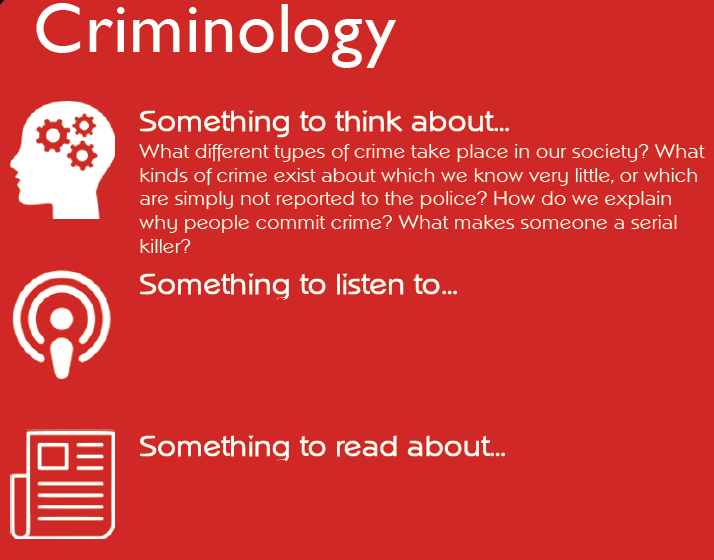 Criminology
Something to think about...
What different types of crime take place in our society? What
kinds of crime exist about which we know very little, or which
are simply not reported to the police? How do we explain
why people commit crime? What makes someone a serial
killer?
Something to listen to...
Something to read about...